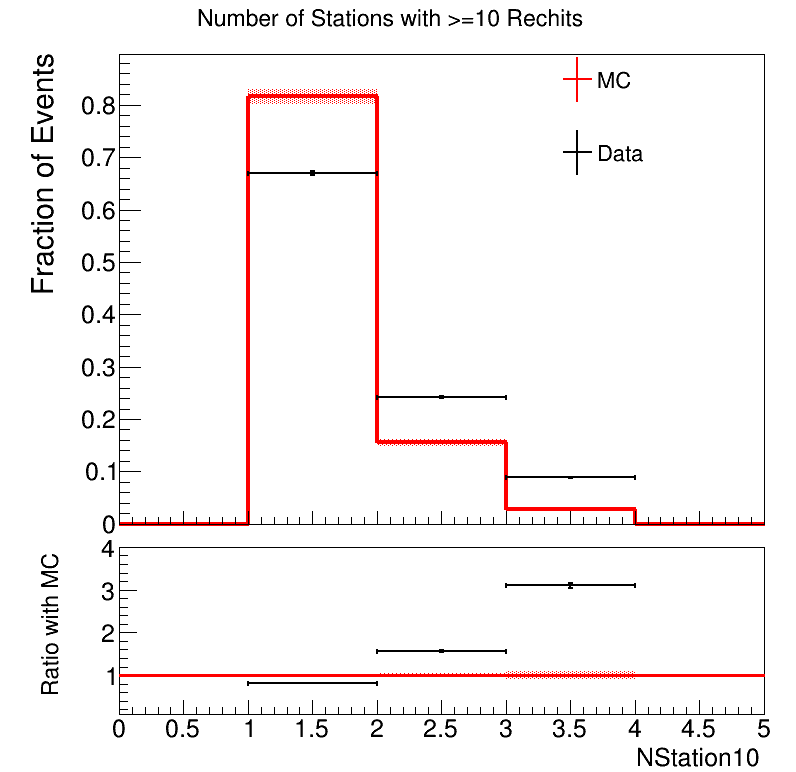 Number of Stations with >=10 Rechits
Fraction of Events
MC
Data
0.8
0.7
0.6
0.5
0.4
0.3
0.2
0.1
0
Ratio with MC
4
3
2
1
0 0.5 1 1.5 2 2.5 3 3.5 4 4.5 5
NStation10